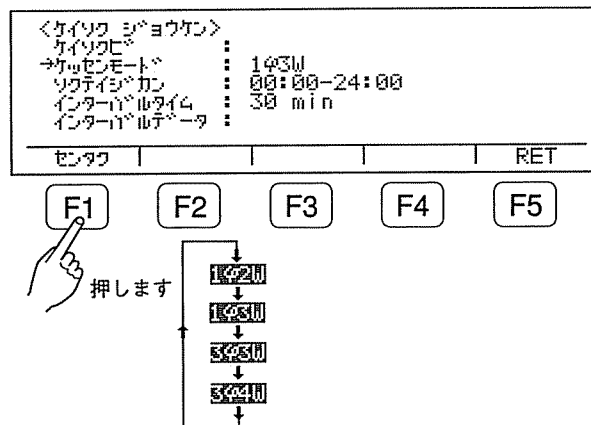 <ケイソク ジョウケン>
ケイソクビ :
→ケッセンモード : 1φ3W
ソクテイジカン : 00:00-24:00
インターバルタイム : 30 min
インターバルデータ :
センタク RET
F1 F2 F3 F4 F5
押します
1φ2W
1φ3W
3φ3W
3φ4W